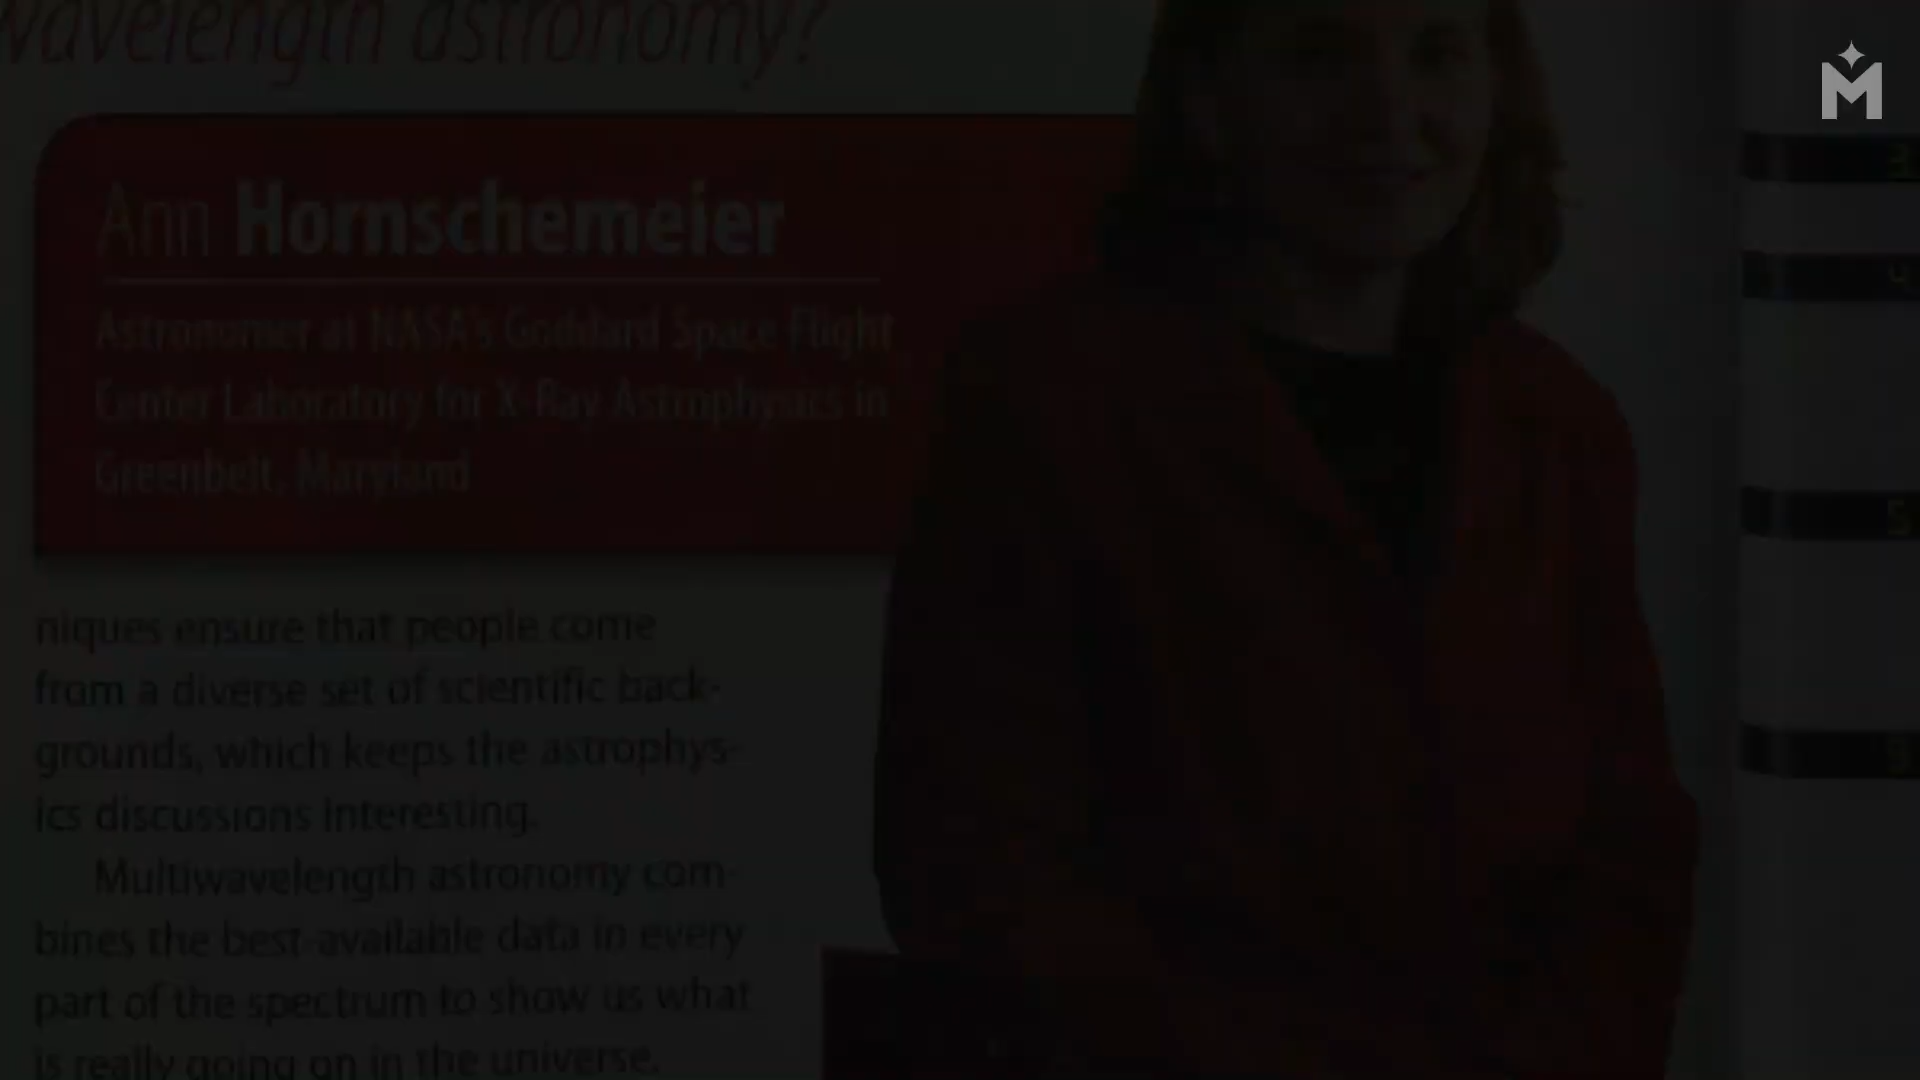 wavelength astronomy?
Ann Hornschemeier
Astronomer at NASA's Goddard Space Flight
Center Laboratory for X-Ray Astrophysics in
Greenbelt, Maryland
niques ensure that people come
from a diverse set of scientific back-
grounds, which keeps the astrophys-
ics discussions interesting.
Multiwavelength astronomy com-
bines the best-available data in every
part of the spectrum to show us what
is really going on in the universe.
M
3
4
5